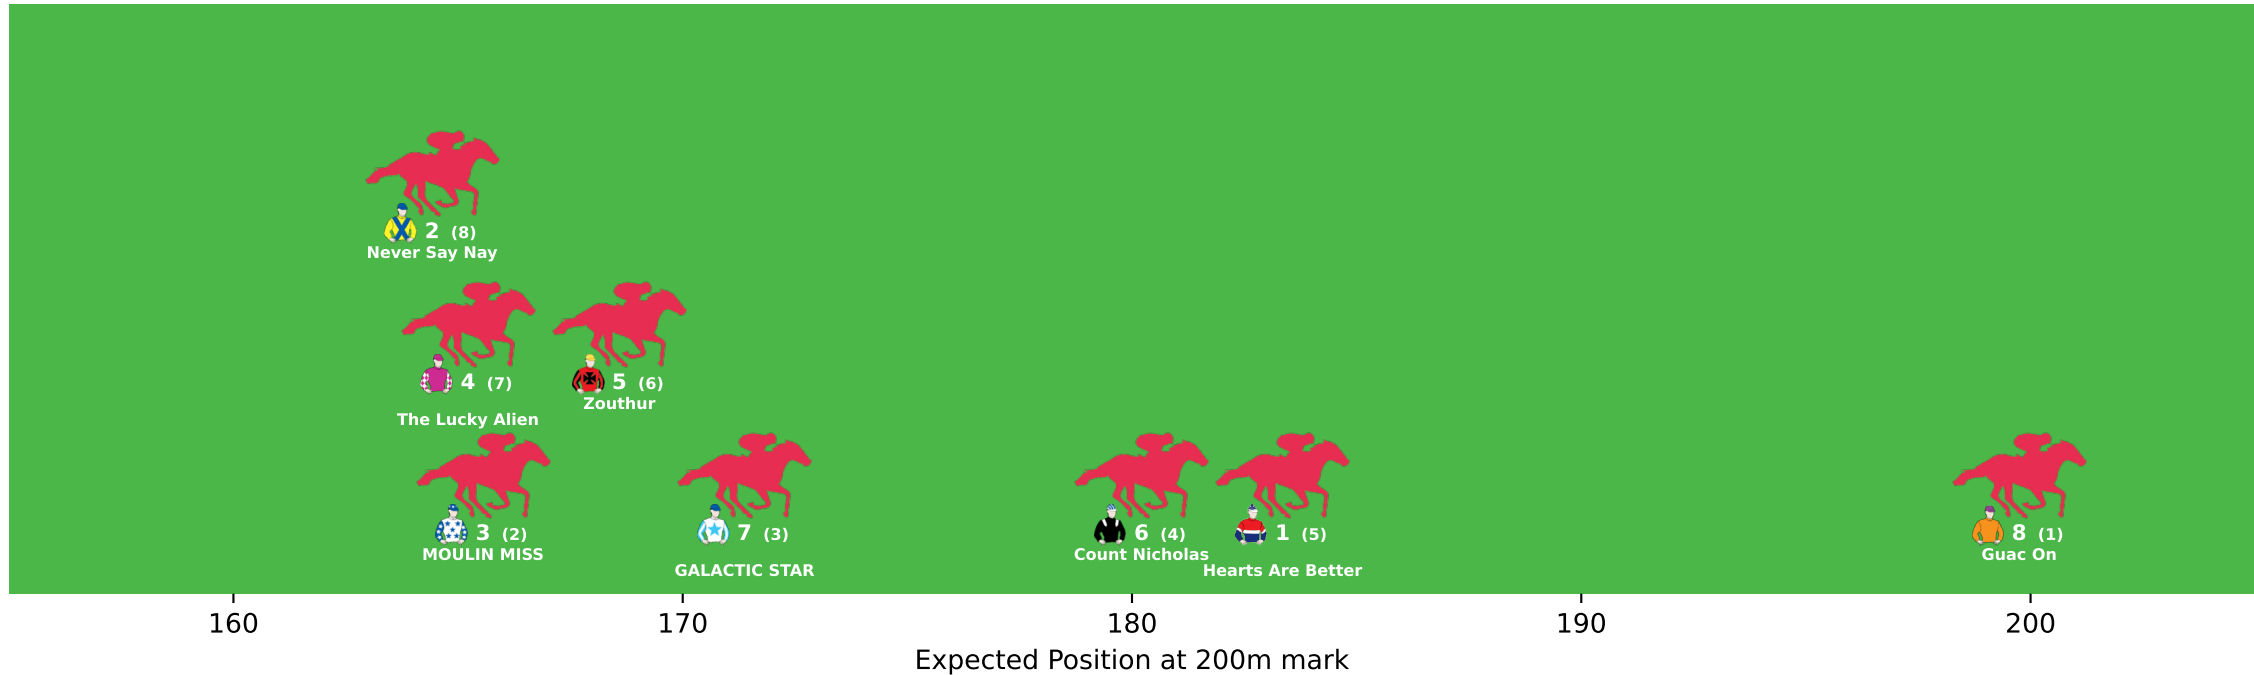 2 (8)
Never Say Nay
4 (7)
The Lucky Alien
5 (6)
Zouthur
3 (2)
MOULIN MISS
7 (3)
GALACTIC STAR
6 (4)
Count Nicholas
1 (5)
Hearts Are Better
8 (1)
Guac On
160 170 180 190 200
Expected Position at 200m mark